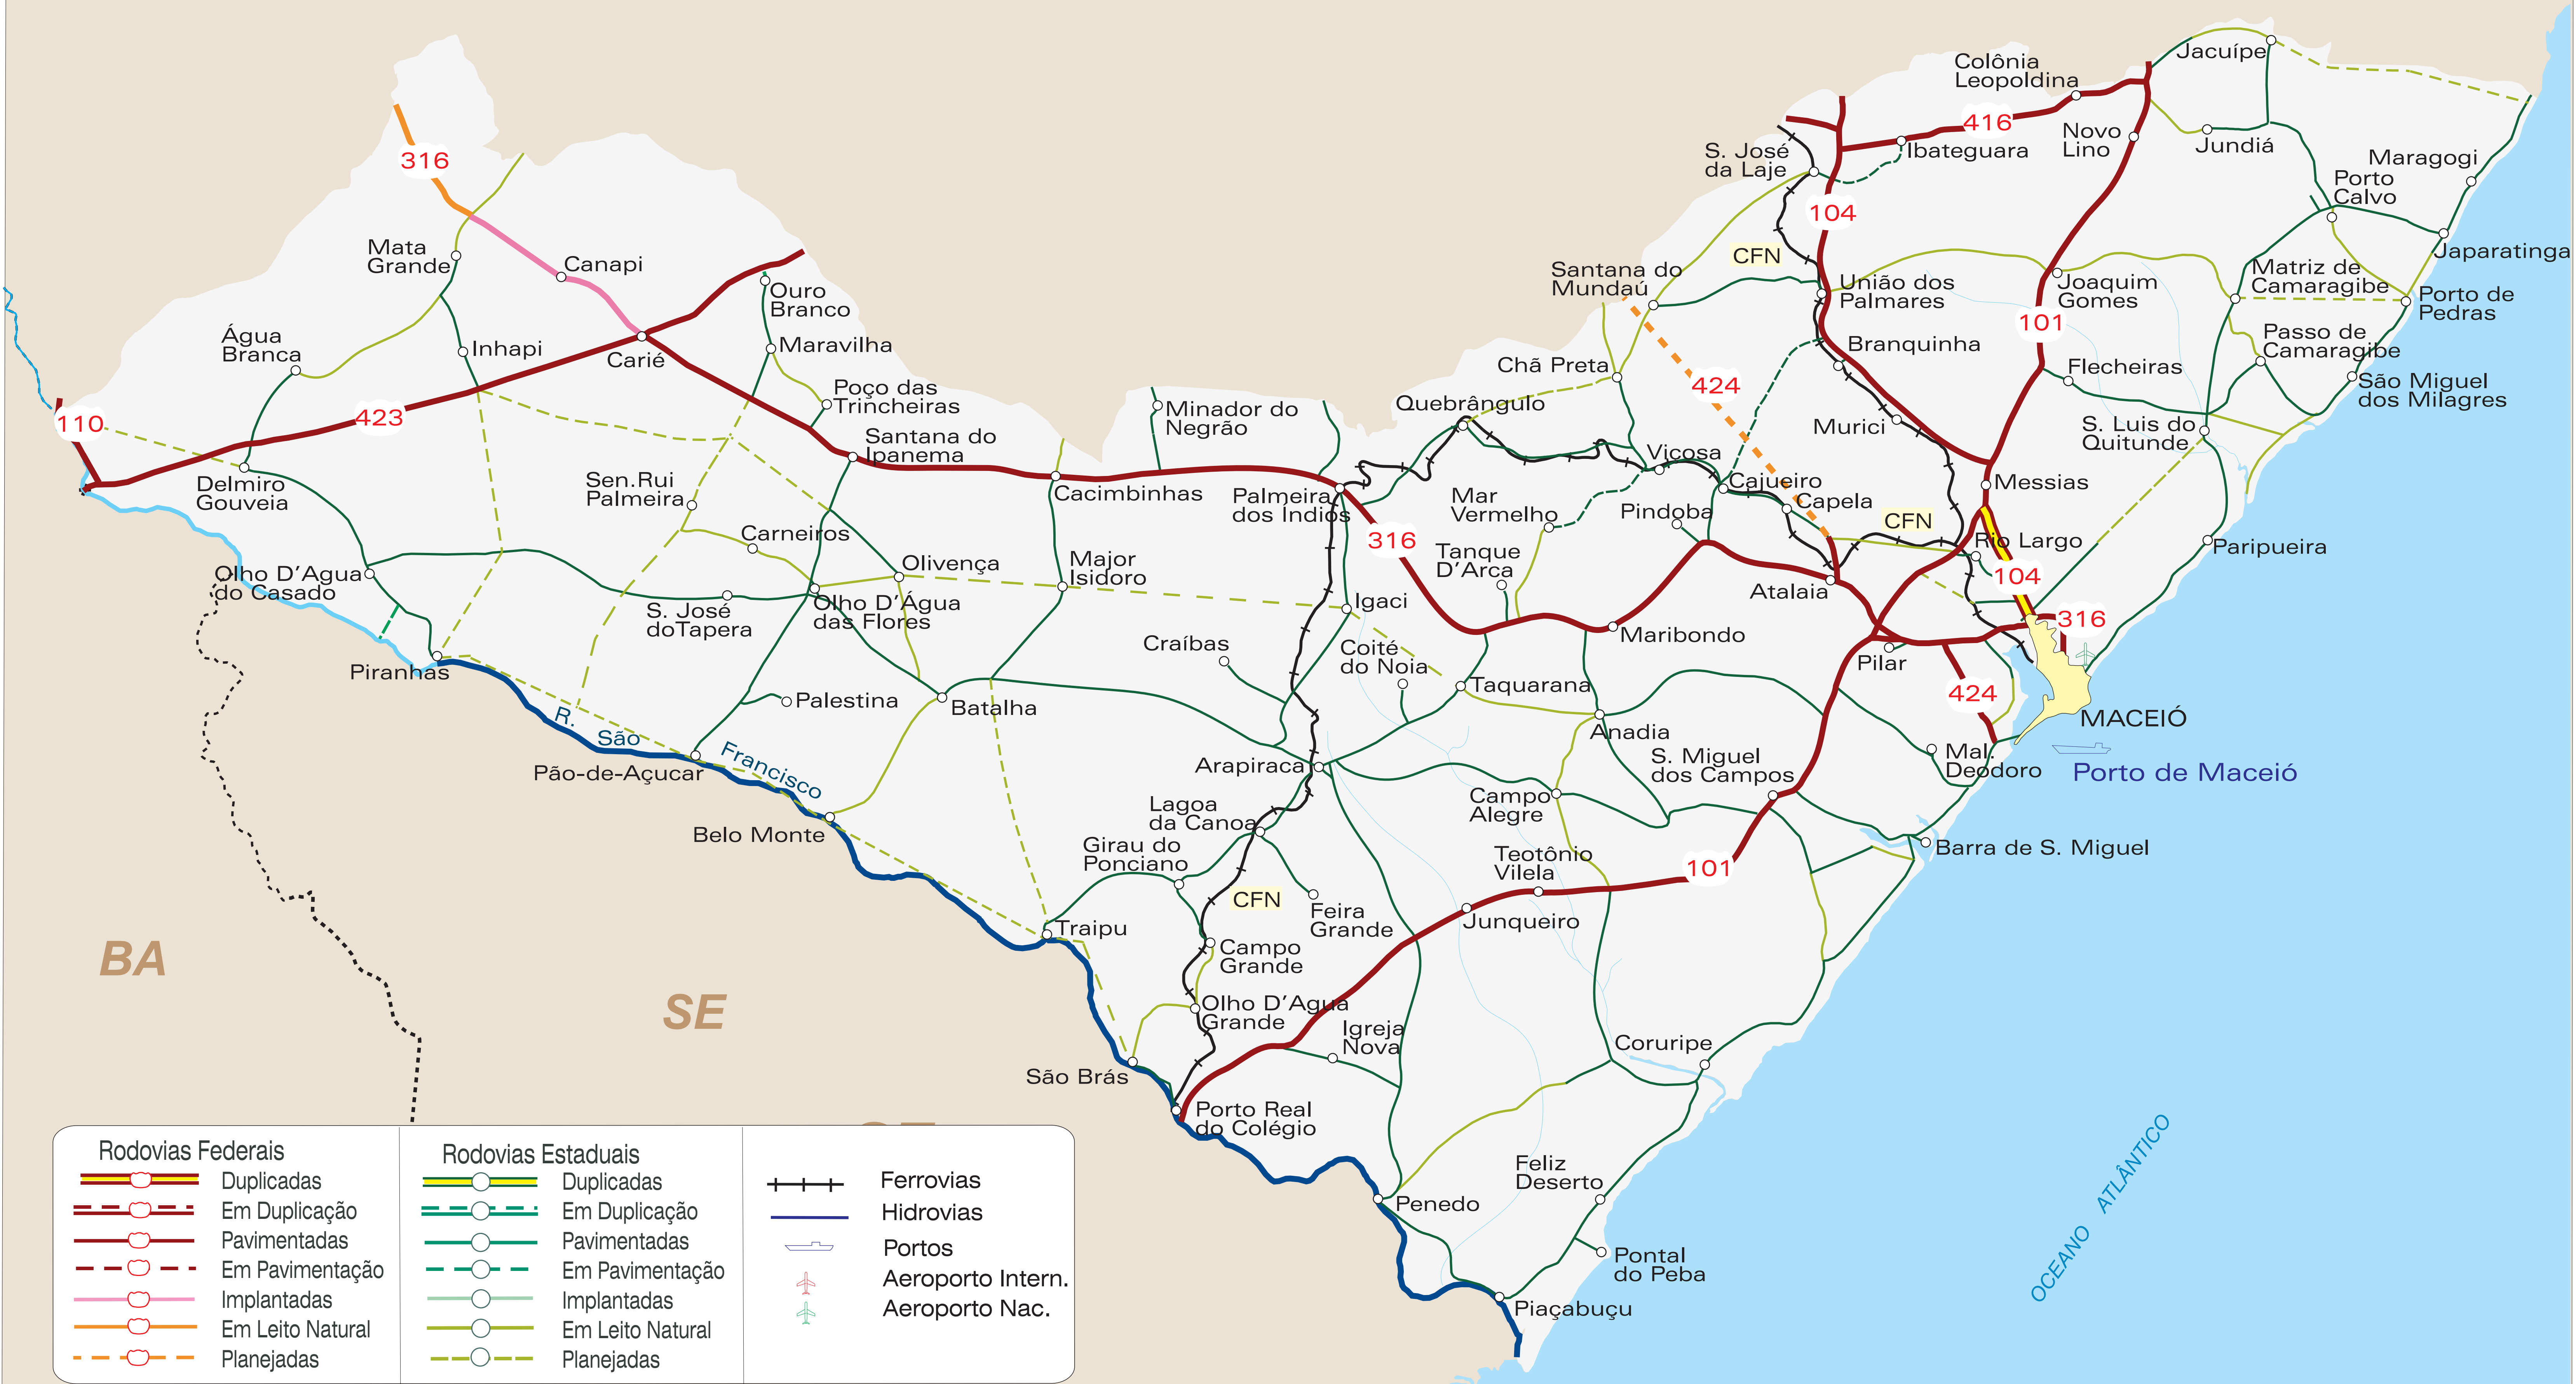 Jacuípe
Colônia
Leopoldina
416
Novo
Lino
Jundiá
Ibateguara
S. José
da Laje
Maragogi
Porto
Calvo
104
316
CFN
Mata
Grande
Canapi
Santana do
Mundaú
Japaratinga
União dos
Palmares
Joaquim
Gomes
Matriz de
Camaragibe
Porto de
Pedras
Ouro
Branco
101
Água
Branca
Inhapi
Carié
Maravilha
Branquinha
Passo de
Camaragibe
Chã Preta
Flecheiras
São Miguel
dos Milagres
424
Poço das
Trincheiras
Quebrângulo
Minador do
Negrão
110
423
Murici
S. Luis do
Quitunde
Santana do
Ipanema
Viçosa
Delmiro
Gouveia
Sen.Rui
Palmeira
Cacimbinhas
Palmeira
dos Indios
Mar
Vermelho
Cajueiro
Capela
Pindoba
Messias
CFN
Carneiros
316
Rio Largo
Paripueira
Olivença
Major
Isidoro
Tanque
D'Arca
Olho D'Agua
do Casado
104
Atalaia
S. José
doTapera
Olho D'Água
das Flores
Igaci
316
Craíbas
Coité
do Noia
Maribondo
Pilar
Piranhas
Palestina
Batalha
Taquarana
424
R.
São
Francisco
MACEIÓ
Anadia
Pão-de-Açucar
Arapiraca
S. Miguel
dos Campos
Mal.
Deodoro
Porto de Maceió
Lagoa
da Canoa
Campo
Alegre
Belo Monte
Girau do
Ponciano
Teotônio
Vilela
101
Barra de S. Miguel
CFN
Feira
Grande
Junqueiro
Traipu
Campo
Grande
BA
SE
Olho D'Agua
Grande
Igreja
Nova
Coruripe
São Brás
Porto Real
do Colégio
Feliz
Deserto
Penedo
Pontal
do Peba
Piaçabuçu
OCEANO ATLÂNTICO
Rodovias Federais
Duplicadas
Em Duplicação
Pavimentadas
Em Pavimentação
Implantadas
Em Leito Natural
Planejadas
Rodovias Estaduais
Duplicadas
Em Duplicação
Pavimentadas
Em Pavimentação
Implantadas
Em Leito Natural
Planejadas
Ferrovias
Hidrovias
Portos
Aeroporto Intern.
Aeroporto Nac.